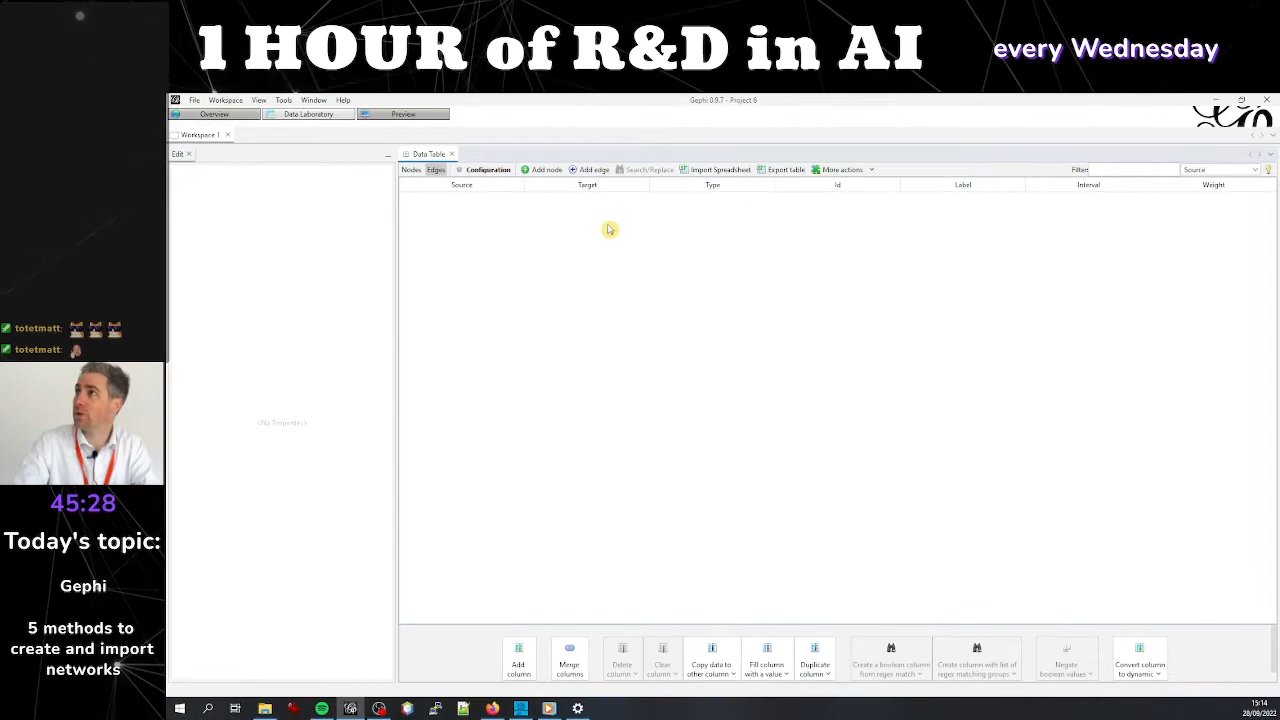 1 HOUR of R&D in AI
every Wednesday
Gephi 0.9.7 - Project 6
File Workspace View Tools Window Help
Overview Data Laboratory Preview
Workspace 1
Edit
Data Table
Nodes Edges Configuration Add node Add edge Search/Replace Import Spreadsheet Export table More actions Filter: Source
Source Target Type Id Label Interval Weight
totetmatt:
totetmatt:
<No Properties>
45:28
Today's topic:
Gephi
5 methods to
create and import
networks
Add
column
Merge
columns
Delete
column
Clear
column
Copy data to
other column
Fill column
with a value
Duplicate
column
Create a boolean column
from regex match
Create column with list of
regex matching groups
Negate
boolean values
Convert column
to dynamic
15:14
28/09/2022